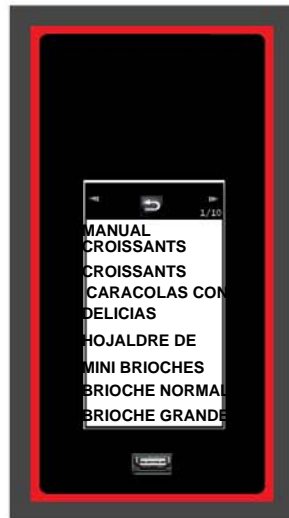 1/10
MANUAL
CROISSANTS
CROISSANTS
CARACOLAS CON
DELICIAS
HOJALDRE DE
MINI BRIOCHES
BRIOCHE NORMAL
BRIOCHE GRANDE